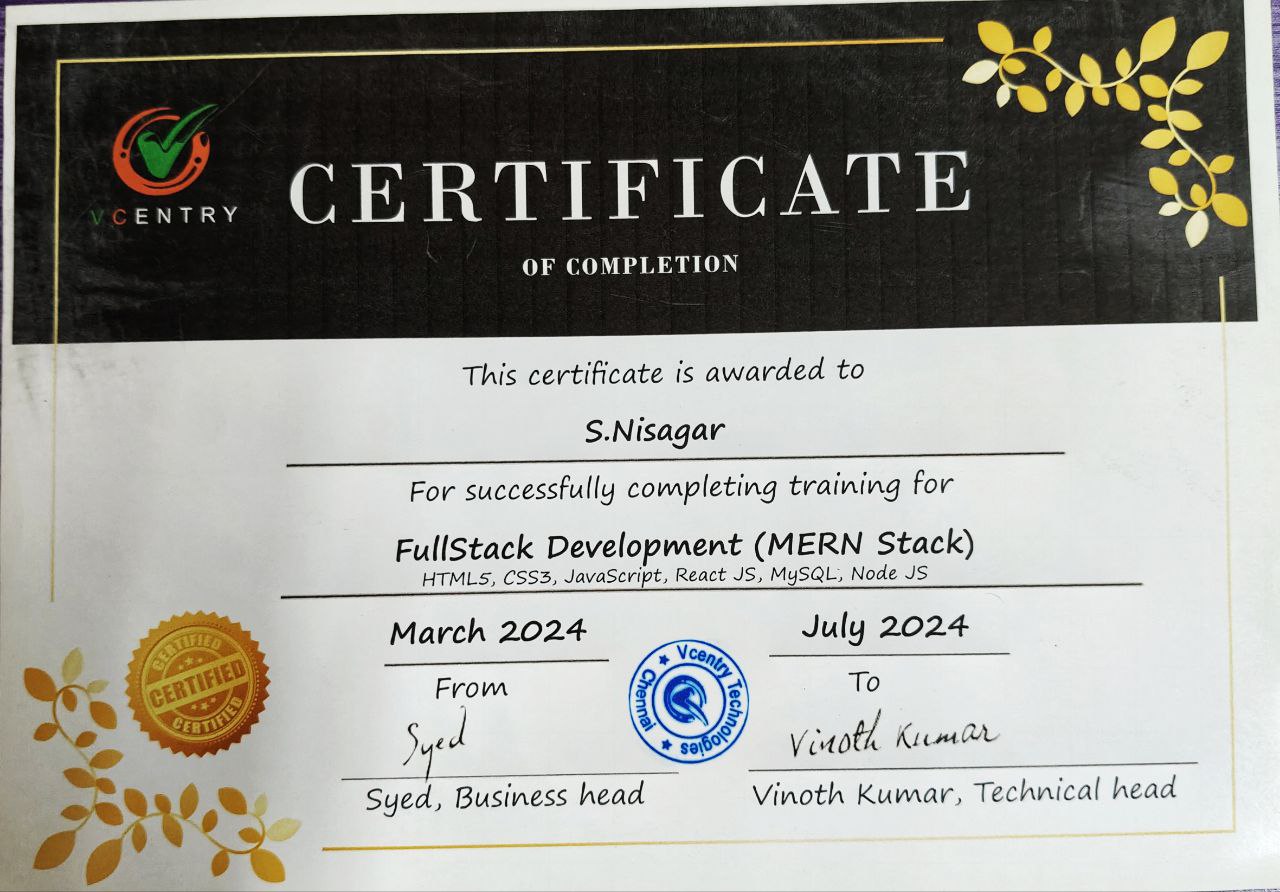 VCENTRY
CERTIFICATE
OF COMPLETION
This certificate is awarded to
S.Nisagar
For successfully completing training for
FullStack Development (MERN Stack)
HTML5, CSS3, JavaScript, React JS, MySQL, Node JS
March 2024
July 2024
From
To
CERTIFIED
CERTIFIED
CERTIFIED
Vcentry Technologies
Chennai
Syed
Vinoth Kumar
Syed, Business head
Vinoth Kumar, Technical head